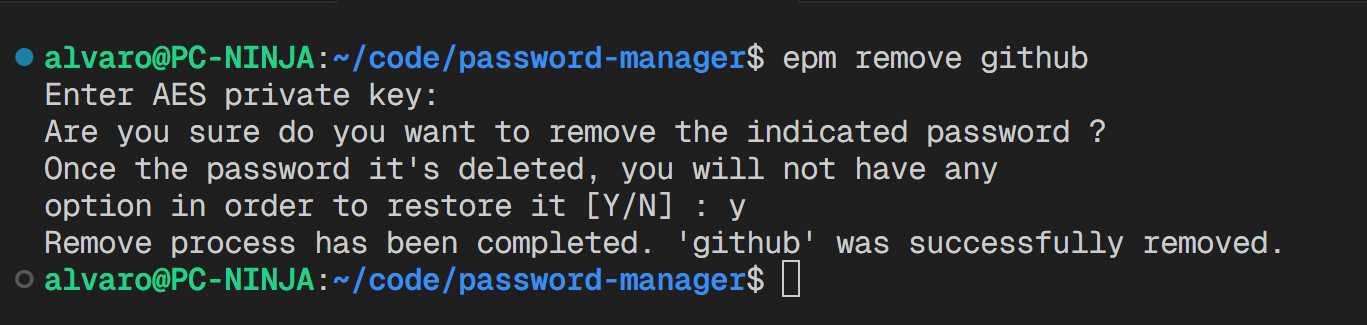 alvaro@PC-NINJA:~/code/password-manager$ epm remove github
Enter AES private key:
Are you sure do you want to remove the indicated password ?
Once the password it's deleted, you will not have any
option in order to restore it [Y/N] : y
Remove process has been completed. 'github' was successfully removed.
alvaro@PC-NINJA:~/code/password-manager$